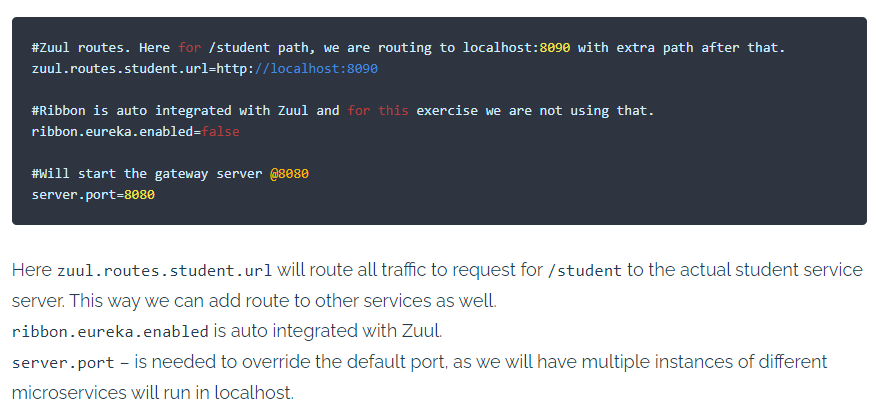 #Zuul routes. Here for /student path, we are routing to localhost:8090 with extra path after that.
zuul.routes.student.url=http://localhost:8090
#Ribbon is auto integrated with Zuul and for this exercise we are not using that.
ribbon.eureka.enabled=false
#Will start the gateway server @8080
server.port=8080
Here zuul.routes.student.url will route all traffic to request for /student to the actual student service
server. This way we can add route to other services as well.
ribbon.eureka.enabled is auto integrated with Zuul.
server.port – is needed to override the default port, as we will have multiple instances of different
microservices will run in localhost.